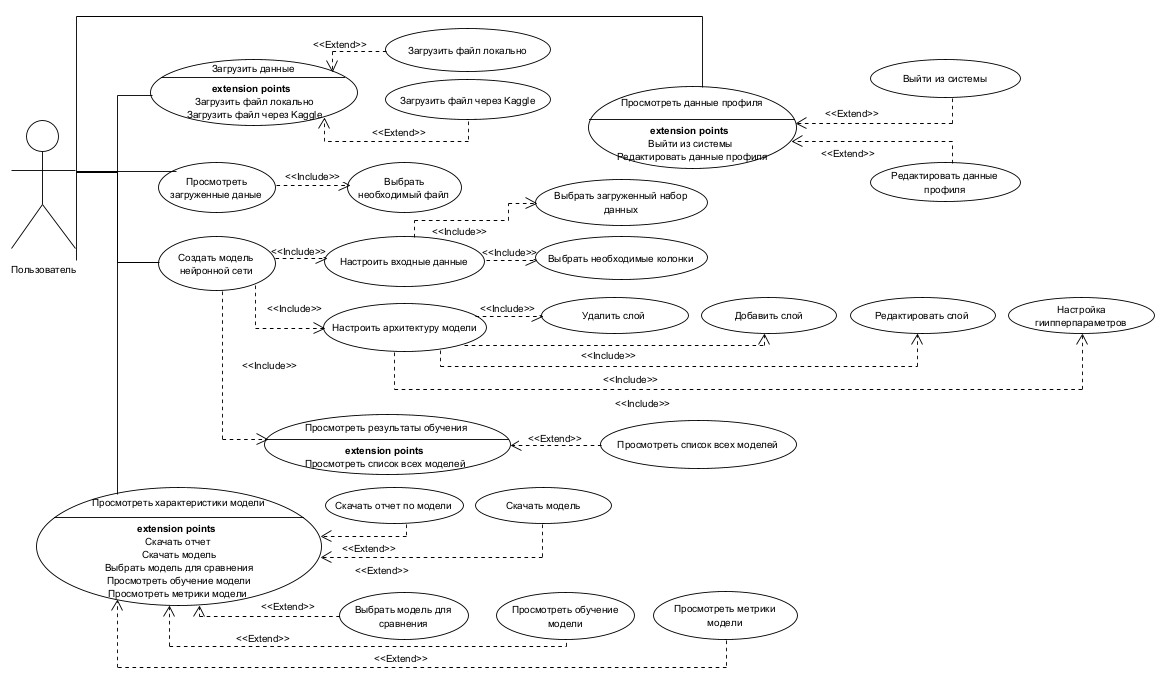 <<Extend>>
Загрузить файл локально
Загрузить данные
extension points
Загрузить файл локально
Загрузить файл через Kaggle
Загрузить файл через Kaggle
<<Extend>>
Просмотреть данные профиля
extension points
Выйти из системы
Редактировать данные профиля
Выйти из системы
<<Extend>>
<<Extend>>
Редактировать данные
профиля
Пользователь
Просмотреть
загруженные даные
<<Include>>
Выбрать
необходимый файл
Выбрать загруженный набор
данных
<<Include>>
Создать модель
нейронной сети
<<Include>>
Настроить входные данные
<<Include>>
Выбрать необходимые колонки
<<Include>>
Настроить архитектуру модели
<<Include>>
Удалить слой
Добавить слой
Редактировать слой
Настройка
гиипперпараметров
<<Include>>
<<Include>>
<<Include>>
<<Include>>
Просмотреть результаты обучения
extension points
Просмотреть список всех моделей
<<Extend>>
Просмотреть список всех моделей
Просмотреть характеристики модели
extension points
Скачать отчет
Скачать модель
Выбрать модель для сравнения
Просмотреть обучение модели
Просмотреть метрики модели
Скачать отчет по модели
Скачать модель
<<Extend>>
<<Extend>>
<<Extend>>
Выбрать модель для
сравнения
Просмотреть обучение
модели
Просмотреть метрики
модели
<<Extend>>
<<Extend>>